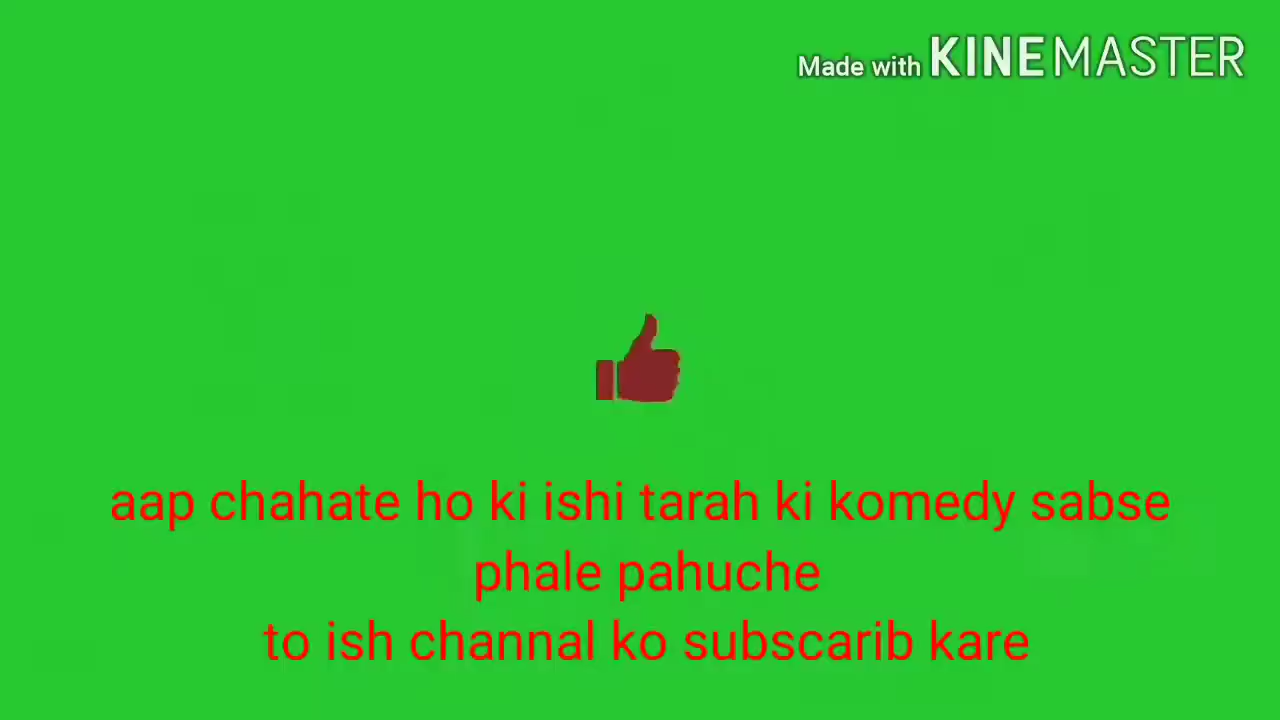 Made with KINEMASTER
aap chahate ho ki ishi tarah ki komedy sabse
phale pahuche
to ish channal ko subscarib kare